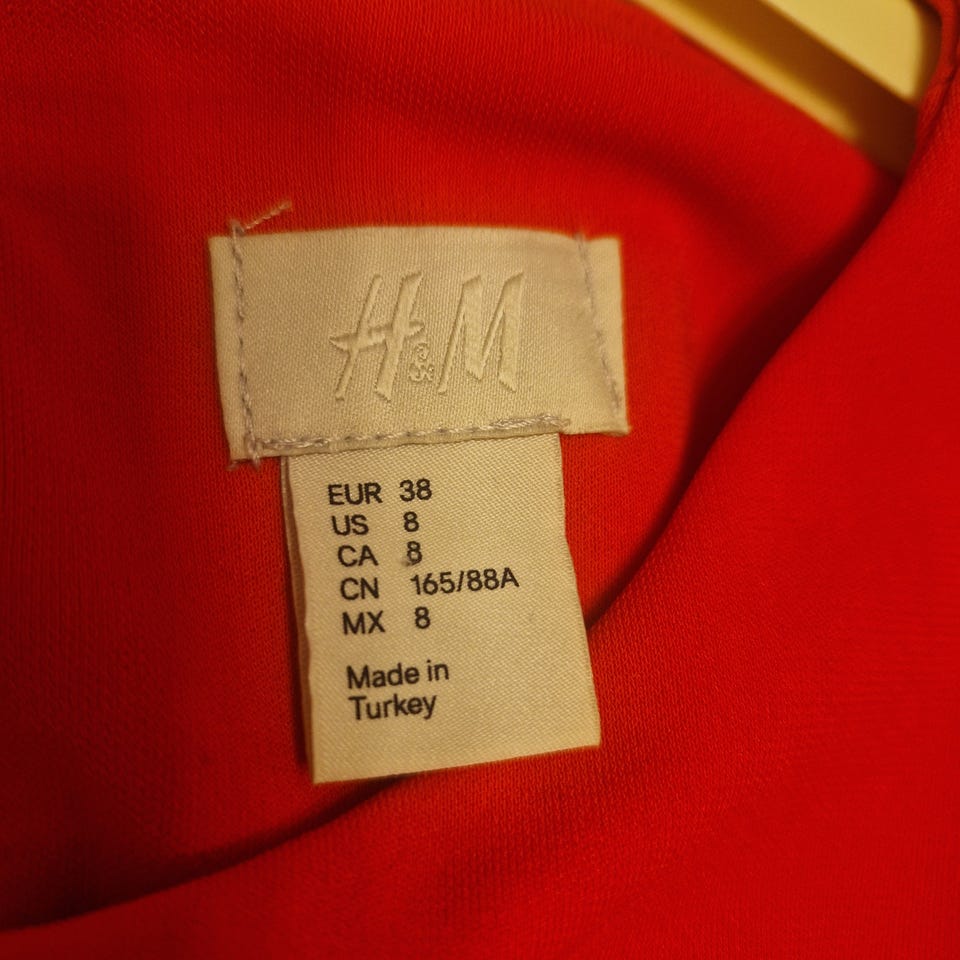 H&M
EUR 38
US 8
CA 8
CN 165/88A
MX 8
Made in
Turkey